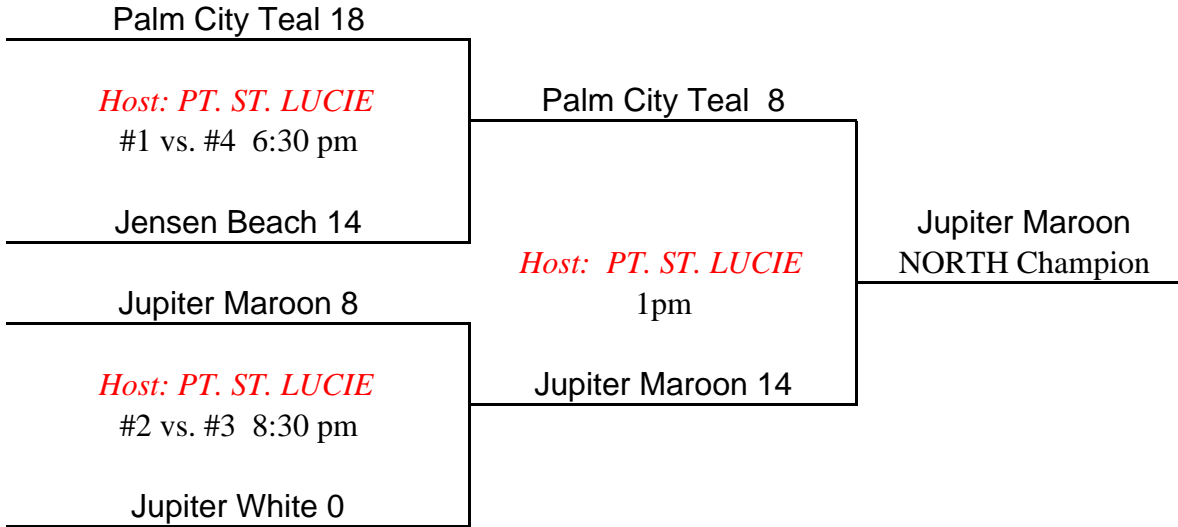 Palm City Teal 18
Host: PT. ST. LUCIE
#1 vs. #4 6:30 pm
Jensen Beach 14
Jupiter Maroon 8
Host: PT. ST. LUCIE
#2 vs. #3 8:30 pm
Jupiter White 0
Palm City Teal 8
Host: PT. ST. LUCIE
1pm
Jupiter Maroon 14
Jupiter Maroon
NORTH Champion